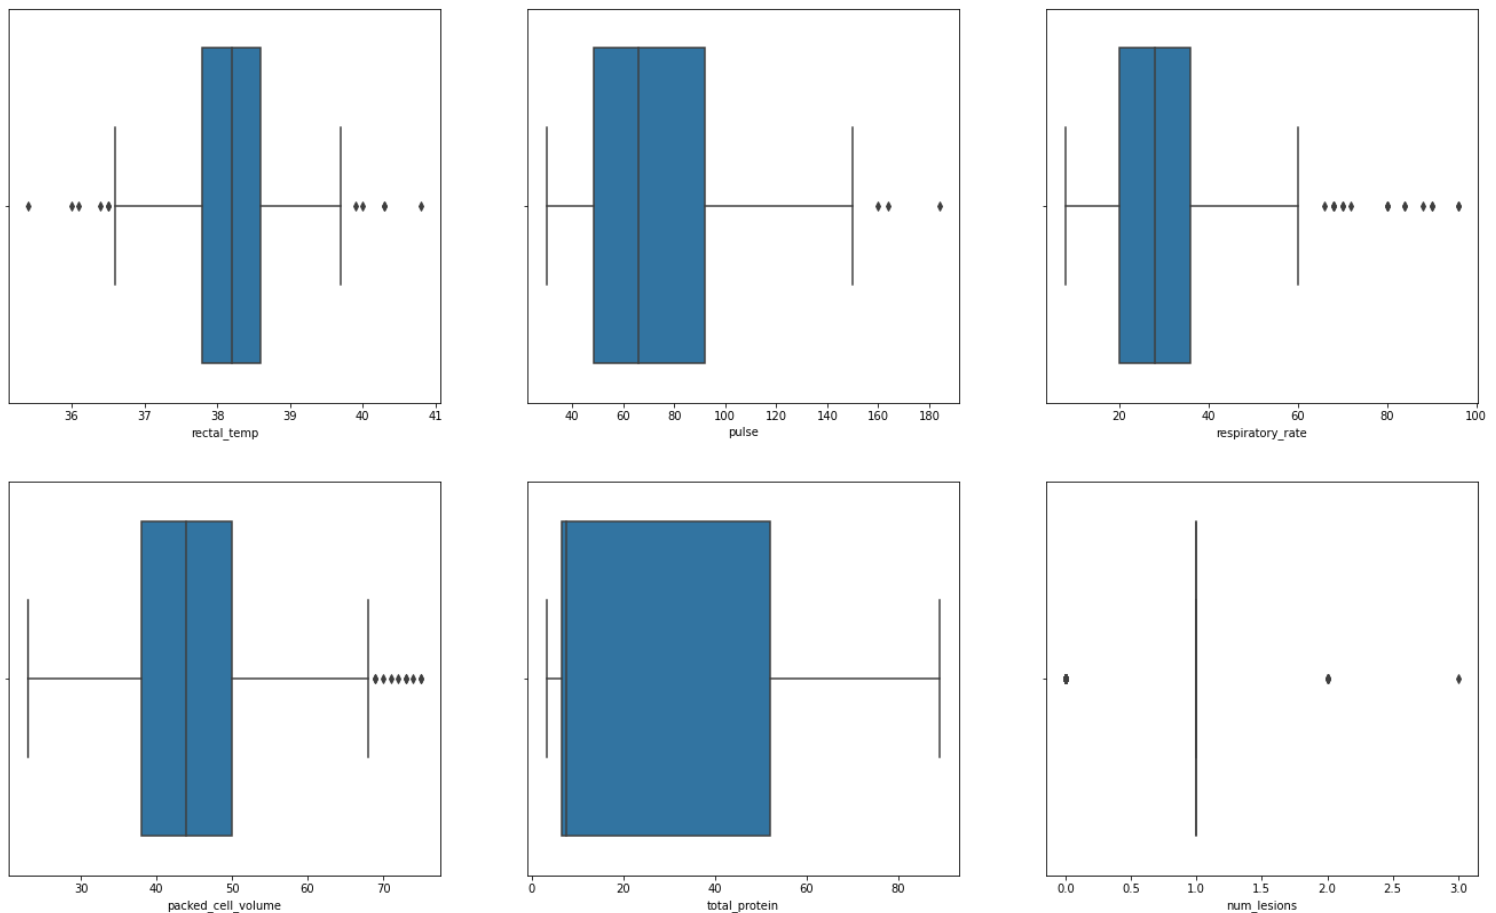 36 37 38 39 40 41
rectal_temp
40 60 80 100 120 140 160 180
pulse
20 40 60 80 100
respiratory_rate
30 40 50 60 70
packed_cell_volume
0 20 40 60 80
total_protein
0.0 0.5 1.0 1.5 2.0 2.5 3.0
num_lesions